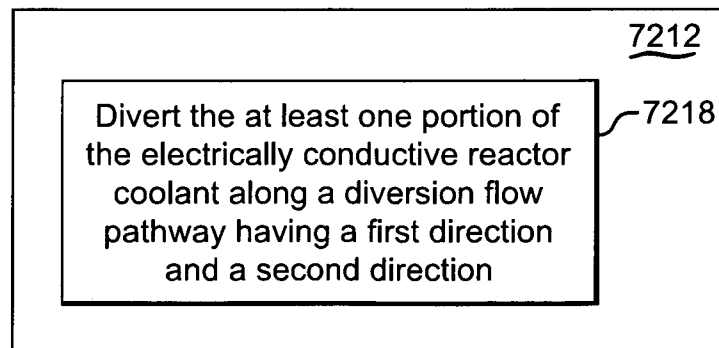 7212
Divert the at least one portion of
the electrically conductive reactor
coolant along a diversion flow
pathway having a first direction
and a second direction
7218